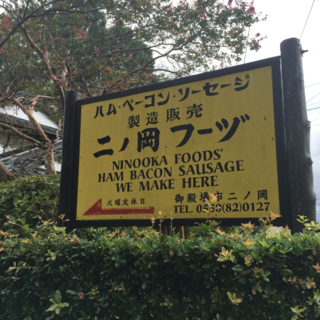 ハム・ベーコン・ソーセージ
製造販売
二ノ岡フーヅ
NINOOKA FOODS'
HAM BACON SAUSAGE
WE MAKE HERE
火曜定休日
御殿場市二ノ岡
TEL. 0550(82)0127